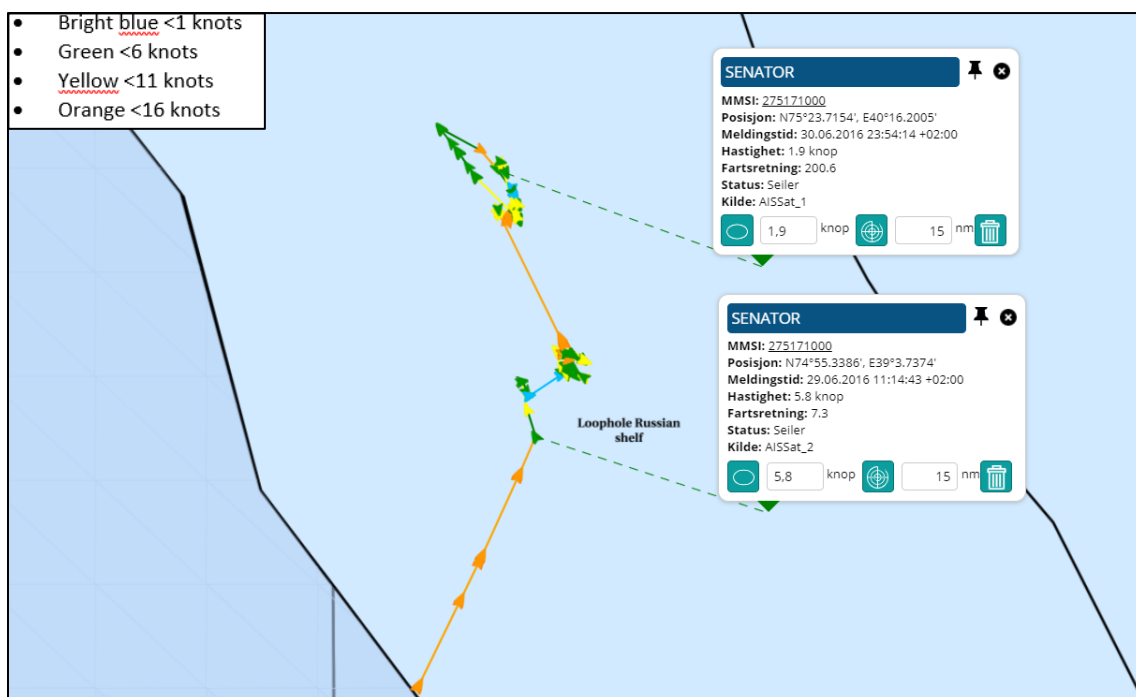 Bright blue <1 knots
Green <6 knots
Yellow <11 knots
Orange <16 knots
SENATOR
MMSI: 275171000
Posisjon: N75°23.7154', E40°16.2005'
Meldingstid: 30.06.2016 23:54:14 +02:00
Hastighet: 1.9 knop
Fartsretning: 200.6
Status: Seiler
Kilde: AISSat_1
1,9 knop 15 nm
SENATOR
MMSI: 275171000
Posisjon: N74°55.3386', E39°3.7374'
Meldingstid: 29.06.2016 11:14:43 +02:00
Hastighet: 5.8 knop
Fartsretning: 7.3
Status: Seiler
Kilde: AISSat_2
5,8 knop 15 nm
Loophole Russian
shelf